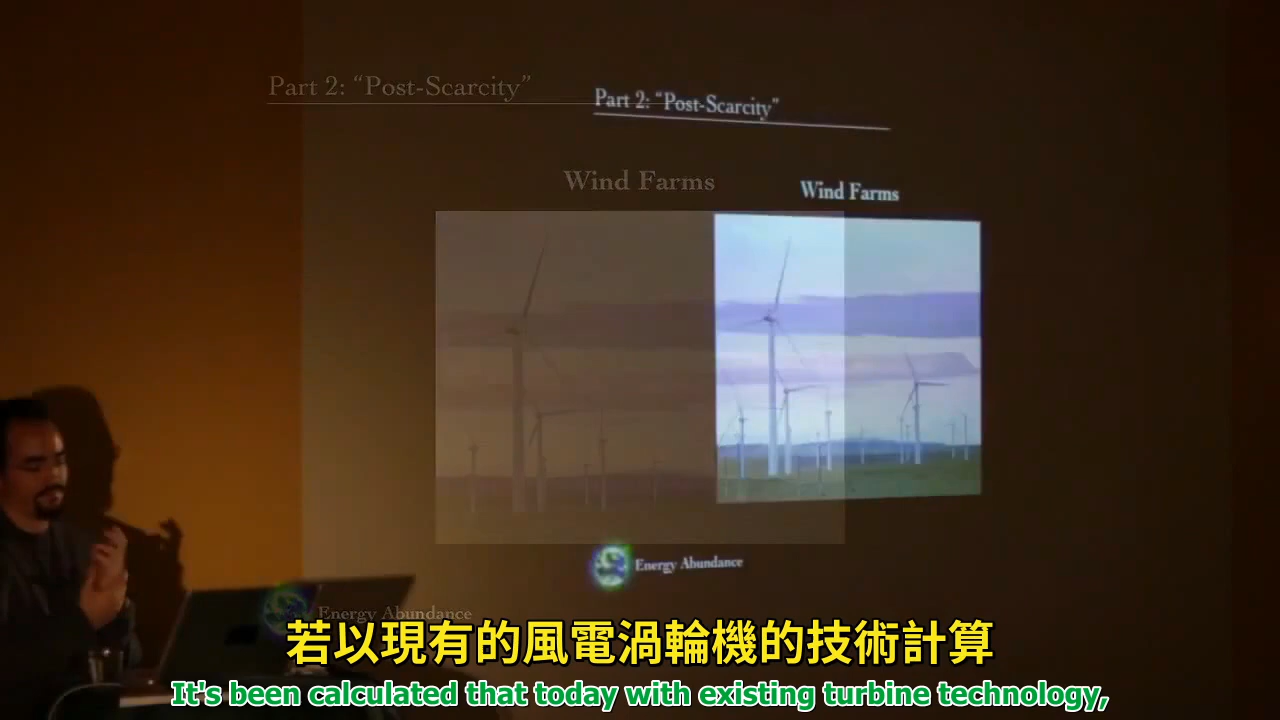 Part 2: “Post-Scarcity”
Part 2: “Post-Scarcity”
Wind Farms
Wind Farms
Energy Abundance
Energy Abundance
若以現有的風電渦輪機的技術計算
It's been calculated that today with existing turbine technology,